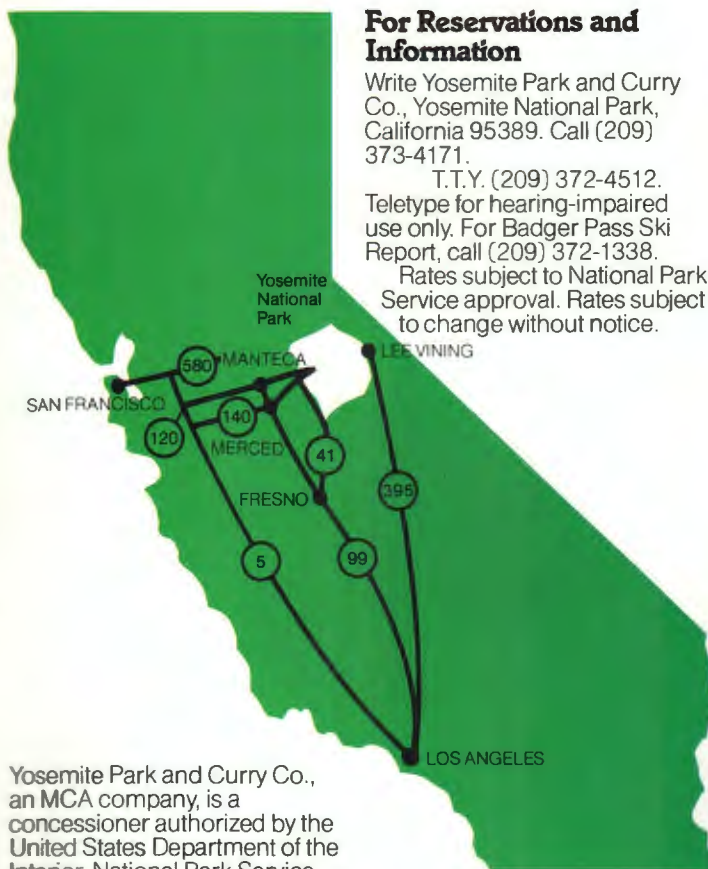 For Reservations and
Information
Write Yosemite Park and Curry
Co., Yosemite National Park,
California 95389. Call (209)
373-4171.
T.T.Y. (209) 372-4512.
Teletype for hearing-impaired
use only. For Badger Pass Ski
Report, call (209) 372-1338.
Rates subject to National Park
Service approval. Rates subject
to change without notice.
Yosemite
National
Park
580
MANTECA
LEE VINING
SAN FRANCISCO
120
140
MERCED
41
395
FRESNO
5
99
LOS ANGELES
Yosemite Park and Curry Co.,
an MCA company, is a
concessioner authorized by the
United States Department of the
Interior, National Park Service